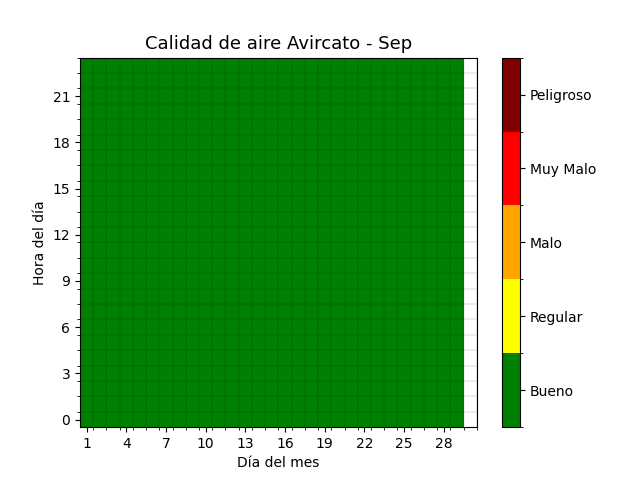 Calidad de aire Avircato - Sep
Hora del día
21
18
15
12
9
6
3
0
1 4 7 10 13 16 19 22 25 28
Día del mes
Peligroso
Muy Malo
Malo
Regular
Bueno